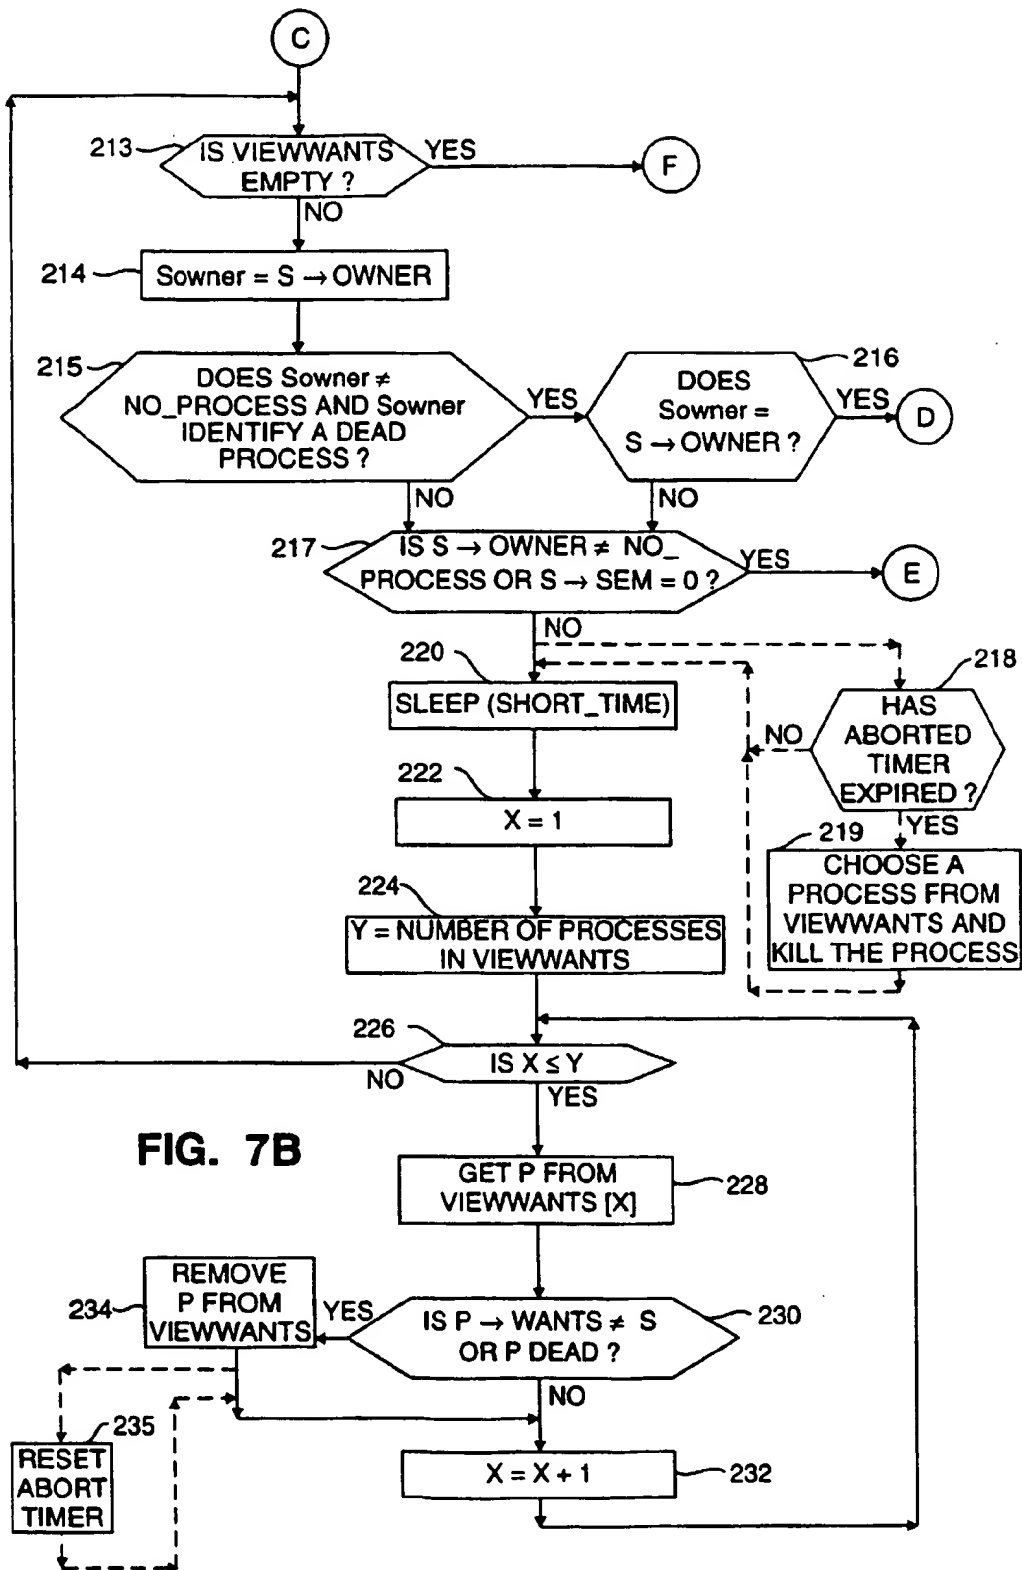 C
213
IS VIEWWANTS
EMPTY ?
YES
F
NO
214
Sowner = S → OWNER
215
DOES Sowner ≠
NO_PROCESS AND Sowner
IDENTIFY A DEAD
PROCESS ?
YES
216
DOES
Sowner =
S → OWNER ?
YES
D
NO
NO
217
IS S → OWNER ≠ NO_
PROCESS OR S → SEM = 0 ?
YES
E
NO
220
SLEEP (SHORT_TIME)
218
HAS
ABORTED
TIMER
EXPIRED ?
NO
YES
222
X = 1
219
CHOOSE A
PROCESS FROM
VIEWWANTS AND
KILL THE PROCESS
224
Y = NUMBER OF PROCESSES
IN VIEWWANTS
226
IS X ≤ Y
NO
YES
FIG. 7B
GET P FROM
VIEWWANTS [X]
228
234
REMOVE
P FROM
VIEWWANTS
YES
IS P → WANTS ≠ S
OR P DEAD ?
230
NO
235
RESET
ABORT
TIMER
X = X + 1
232